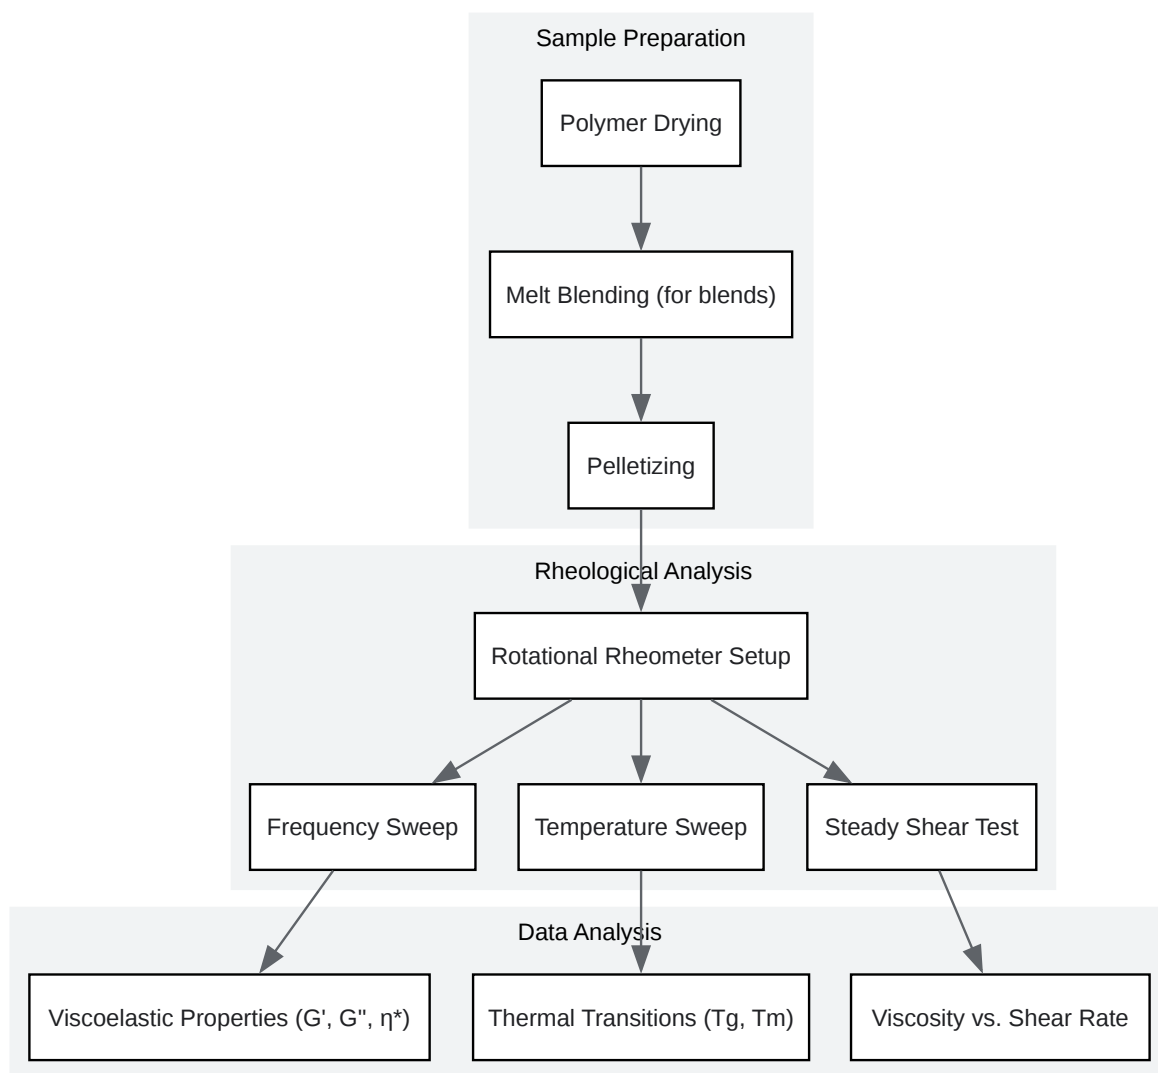 Sample Preparation
Polymer Drying
Melt Blending (for blends)
Pelletizing
Rheological Analysis
Rotational Rheometer Setup
Frequency Sweep
Temperature Sweep
Steady Shear Test
Data Analysis
Viscoelastic Properties (G', G'', η*)
Thermal Transitions (Tg, Tm)
Viscosity vs. Shear Rate